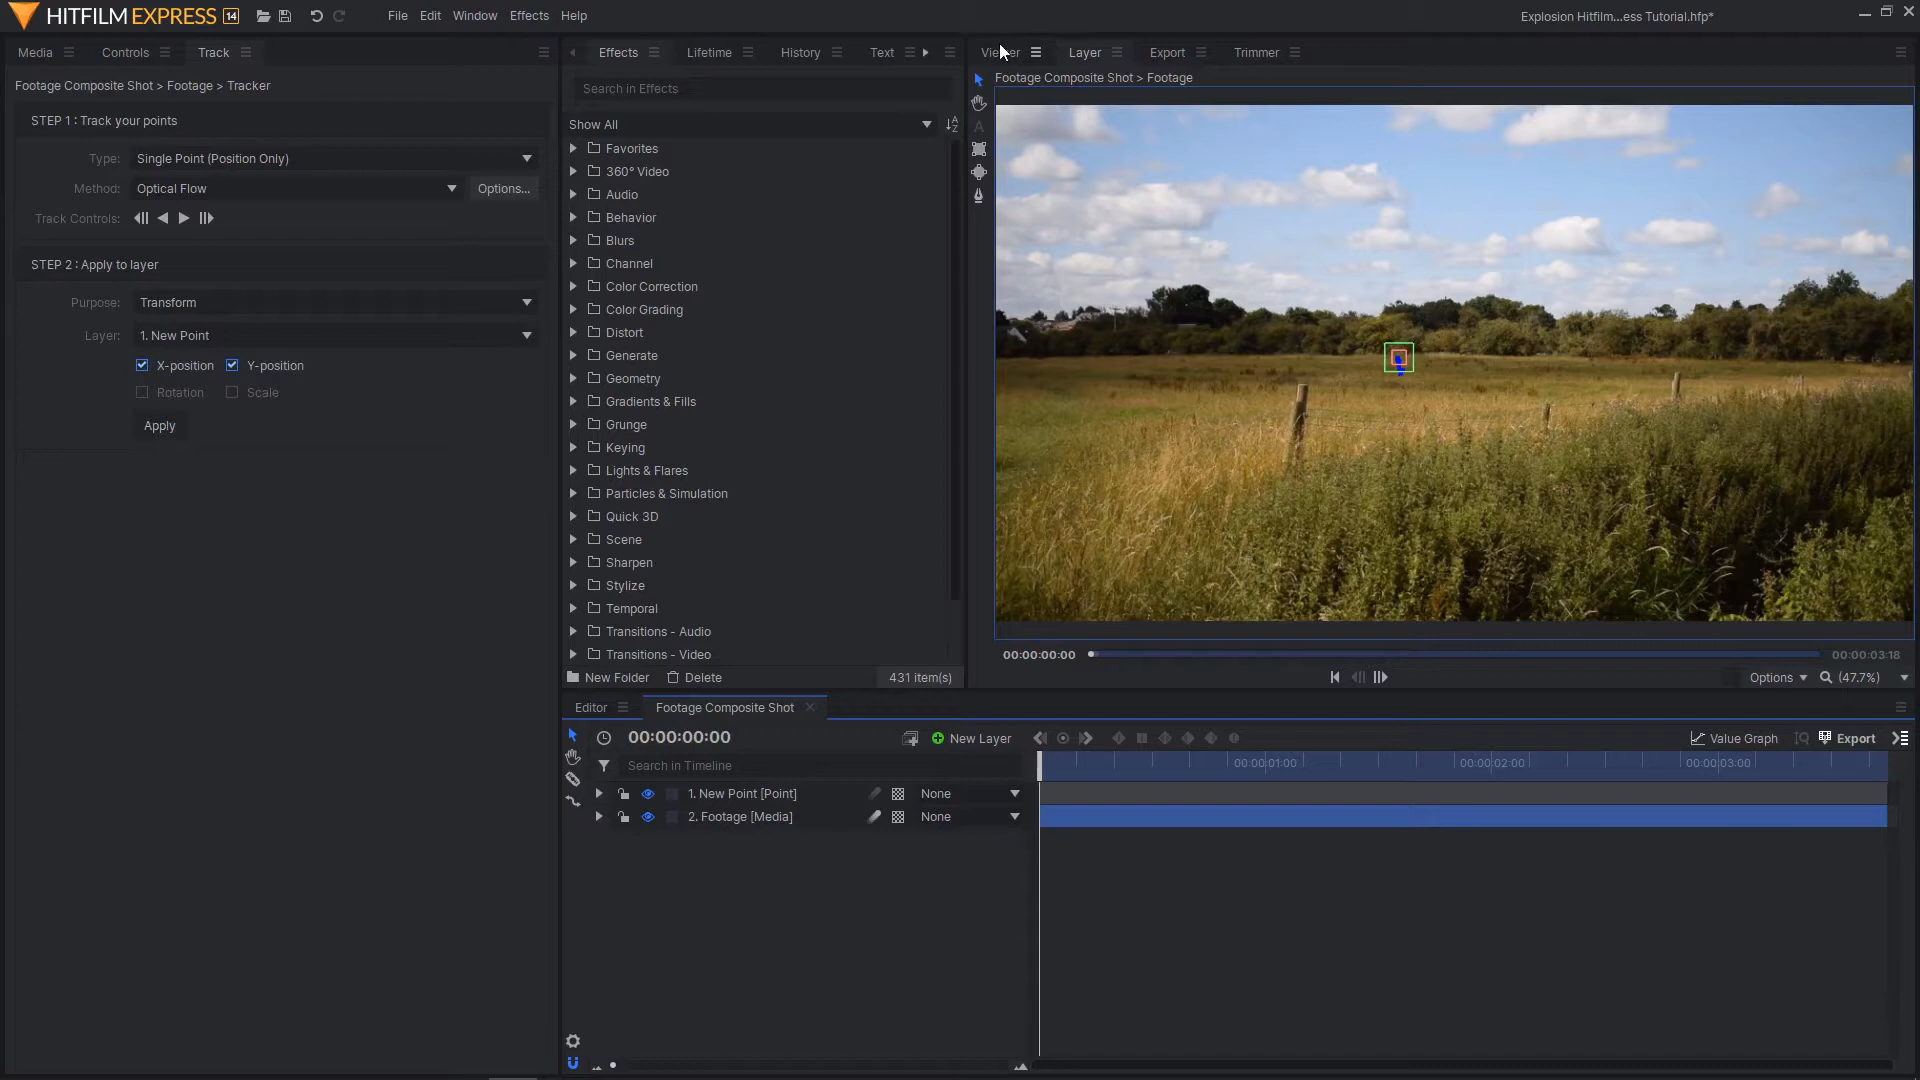 HITFILM EXPRESS 14
File Edit Window Effects Help
Explosion Hitfilm...ess Tutorial.hfp*
Media Controls Track
Effects Lifetime History Text
Layer Export Trimmer
Footage Composite Shot > Footage > Tracker
STEP 1 : Track your points
Type: Single Point (Position Only)
Method: Optical Flow Options...
Track Controls:
STEP 2 : Apply to layer
Purpose: Transform
Layer: 1. New Point
X-position Y-position
Rotation Scale
Apply
Search in Effects
Show All
Favorites
360° Video
Audio
Behavior
Blurs
Channel
Color Correction
Color Grading
Distort
Generate
Geometry
Gradients & Fills
Grunge
Keying
Lights & Flares
Particles & Simulation
Quick 3D
Scene
Sharpen
Stylize
Temporal
Transitions - Audio
Transitions - Video
New Folder Delete 431 item(s)
Footage Composite Shot > Footage
00:00:00:00 00:00:03:18
Options (47.7%)
Editor Footage Composite Shot
00:00:00:00 New Layer Value Graph Export
Search in Timeline
00:00:01:00 00:00:02:00 00:00:03:00
1. New Point [Point] None
2. Footage [Media] None